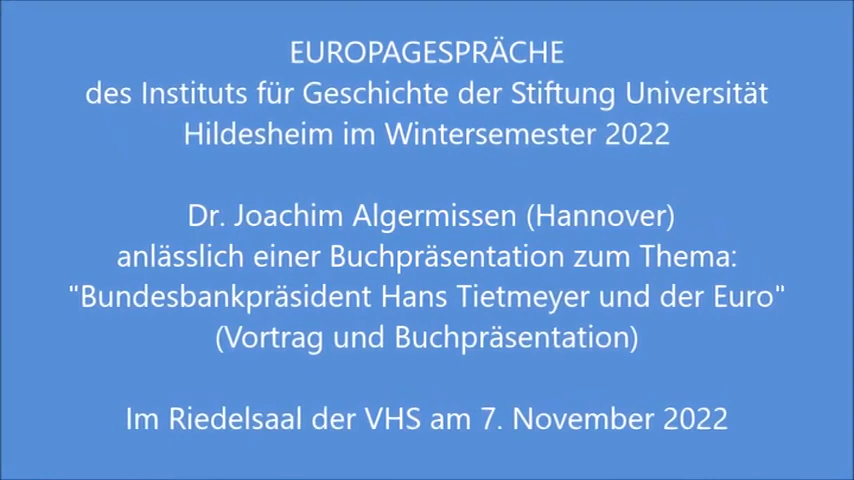 EUROPAGESPRÄCHE
des Instituts für Geschichte der Stiftung Universität
Hildesheim im Wintersemester 2022
Dr. Joachim Algermissen (Hannover)
anlässlich einer Buchpräsentation zum Thema:
"Bundesbankpräsident Hans Tietmeyer und der Euro"
(Vortrag und Buchpräsentation)
Im Riedelsaal der VHS am 7. November 2022